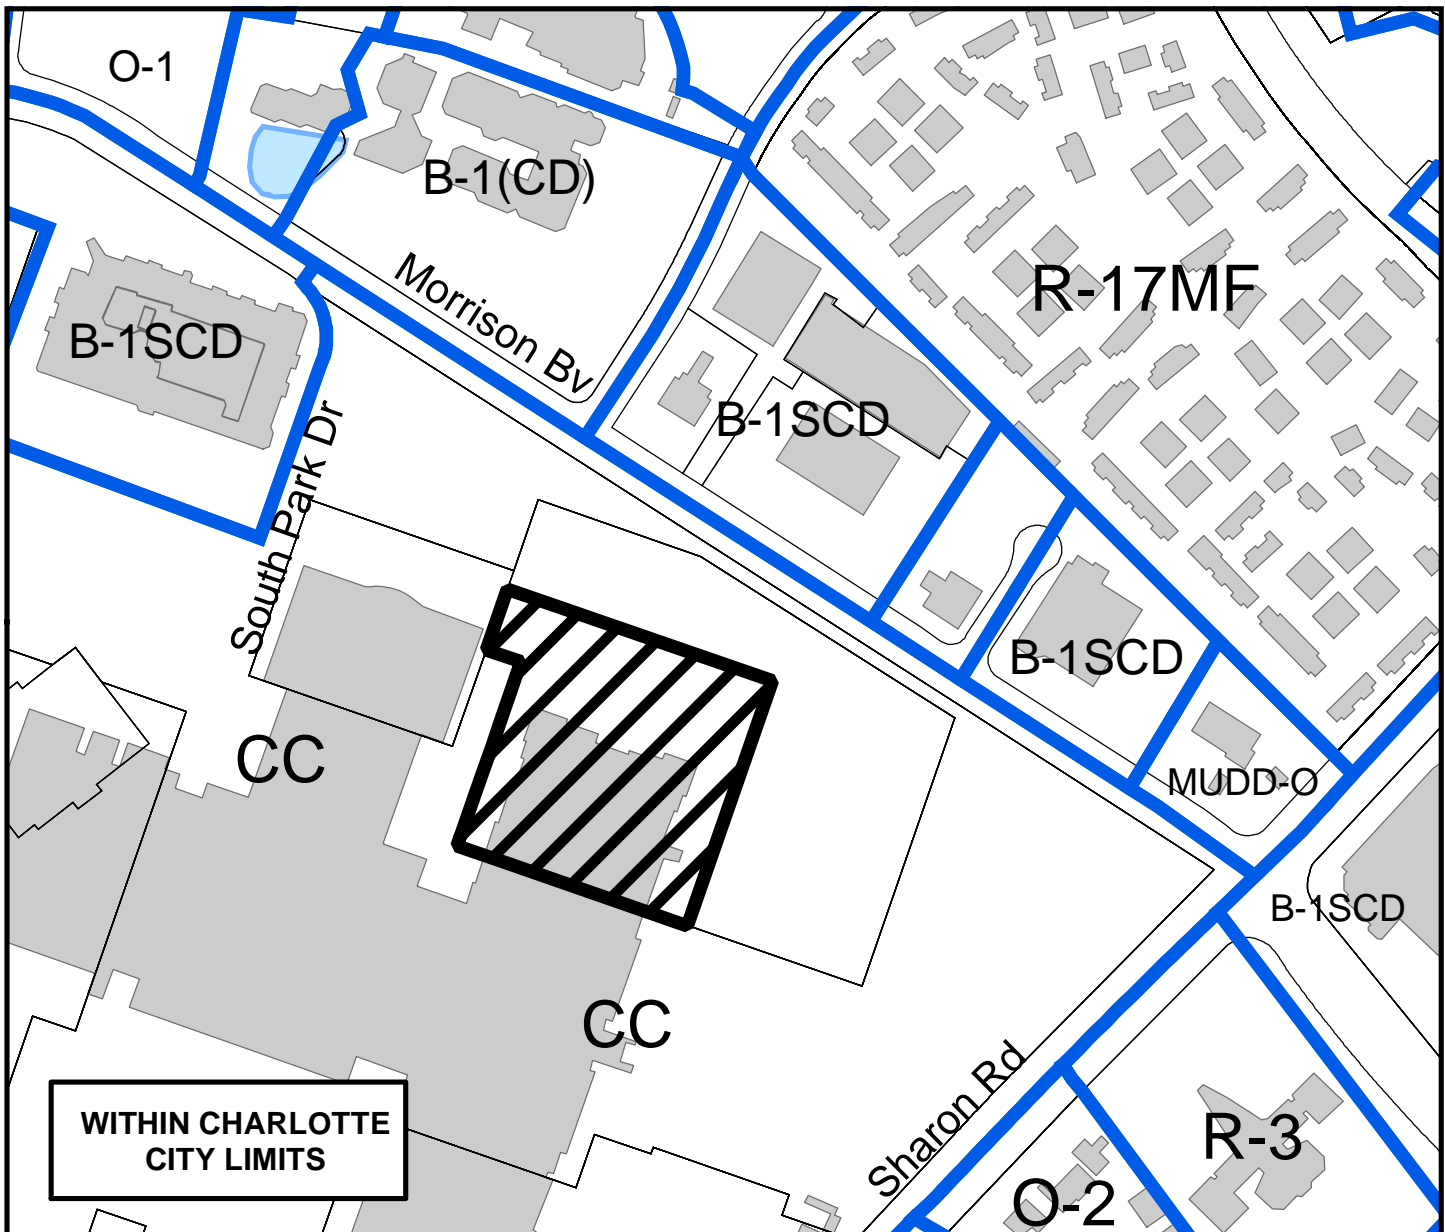 O-1
B-1(CD)
R-17MF
Morrison Bv
B-1SCD
B-1SCD
South Park Dr
B-1SCD
CC
MUDD-O
B-1SCD
CC
Sharon Rd
WITHIN CHARLOTTE
CITY LIMITS
R-3
O-2